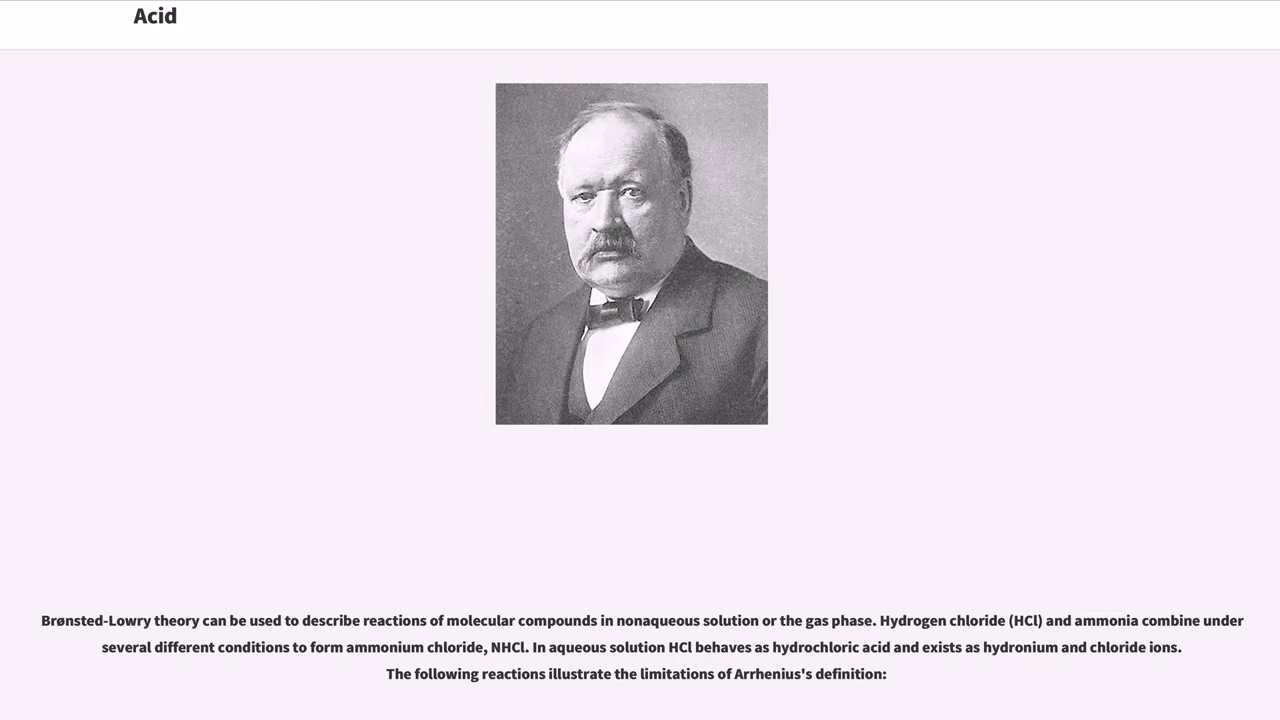 Acid
Brønsted-Lowry theory can be used to describe reactions of molecular compounds in nonaqueous solution or the gas phase. Hydrogen chloride (HCl) and ammonia combine under
several different conditions to form ammonium chloride, NHCl. In aqueous solution HCl behaves as hydrochloric acid and exists as hydronium and chloride ions.
The following reactions illustrate the limitations of Arrhenius's definition: